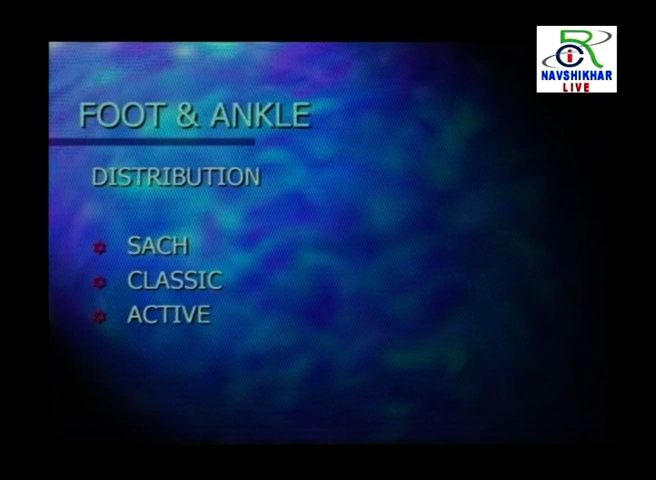 FOOT & ANKLE
DISTRIBUTION
SACH
CLASSIC
ACTIVE
NAVSHIKHAR
LIVE